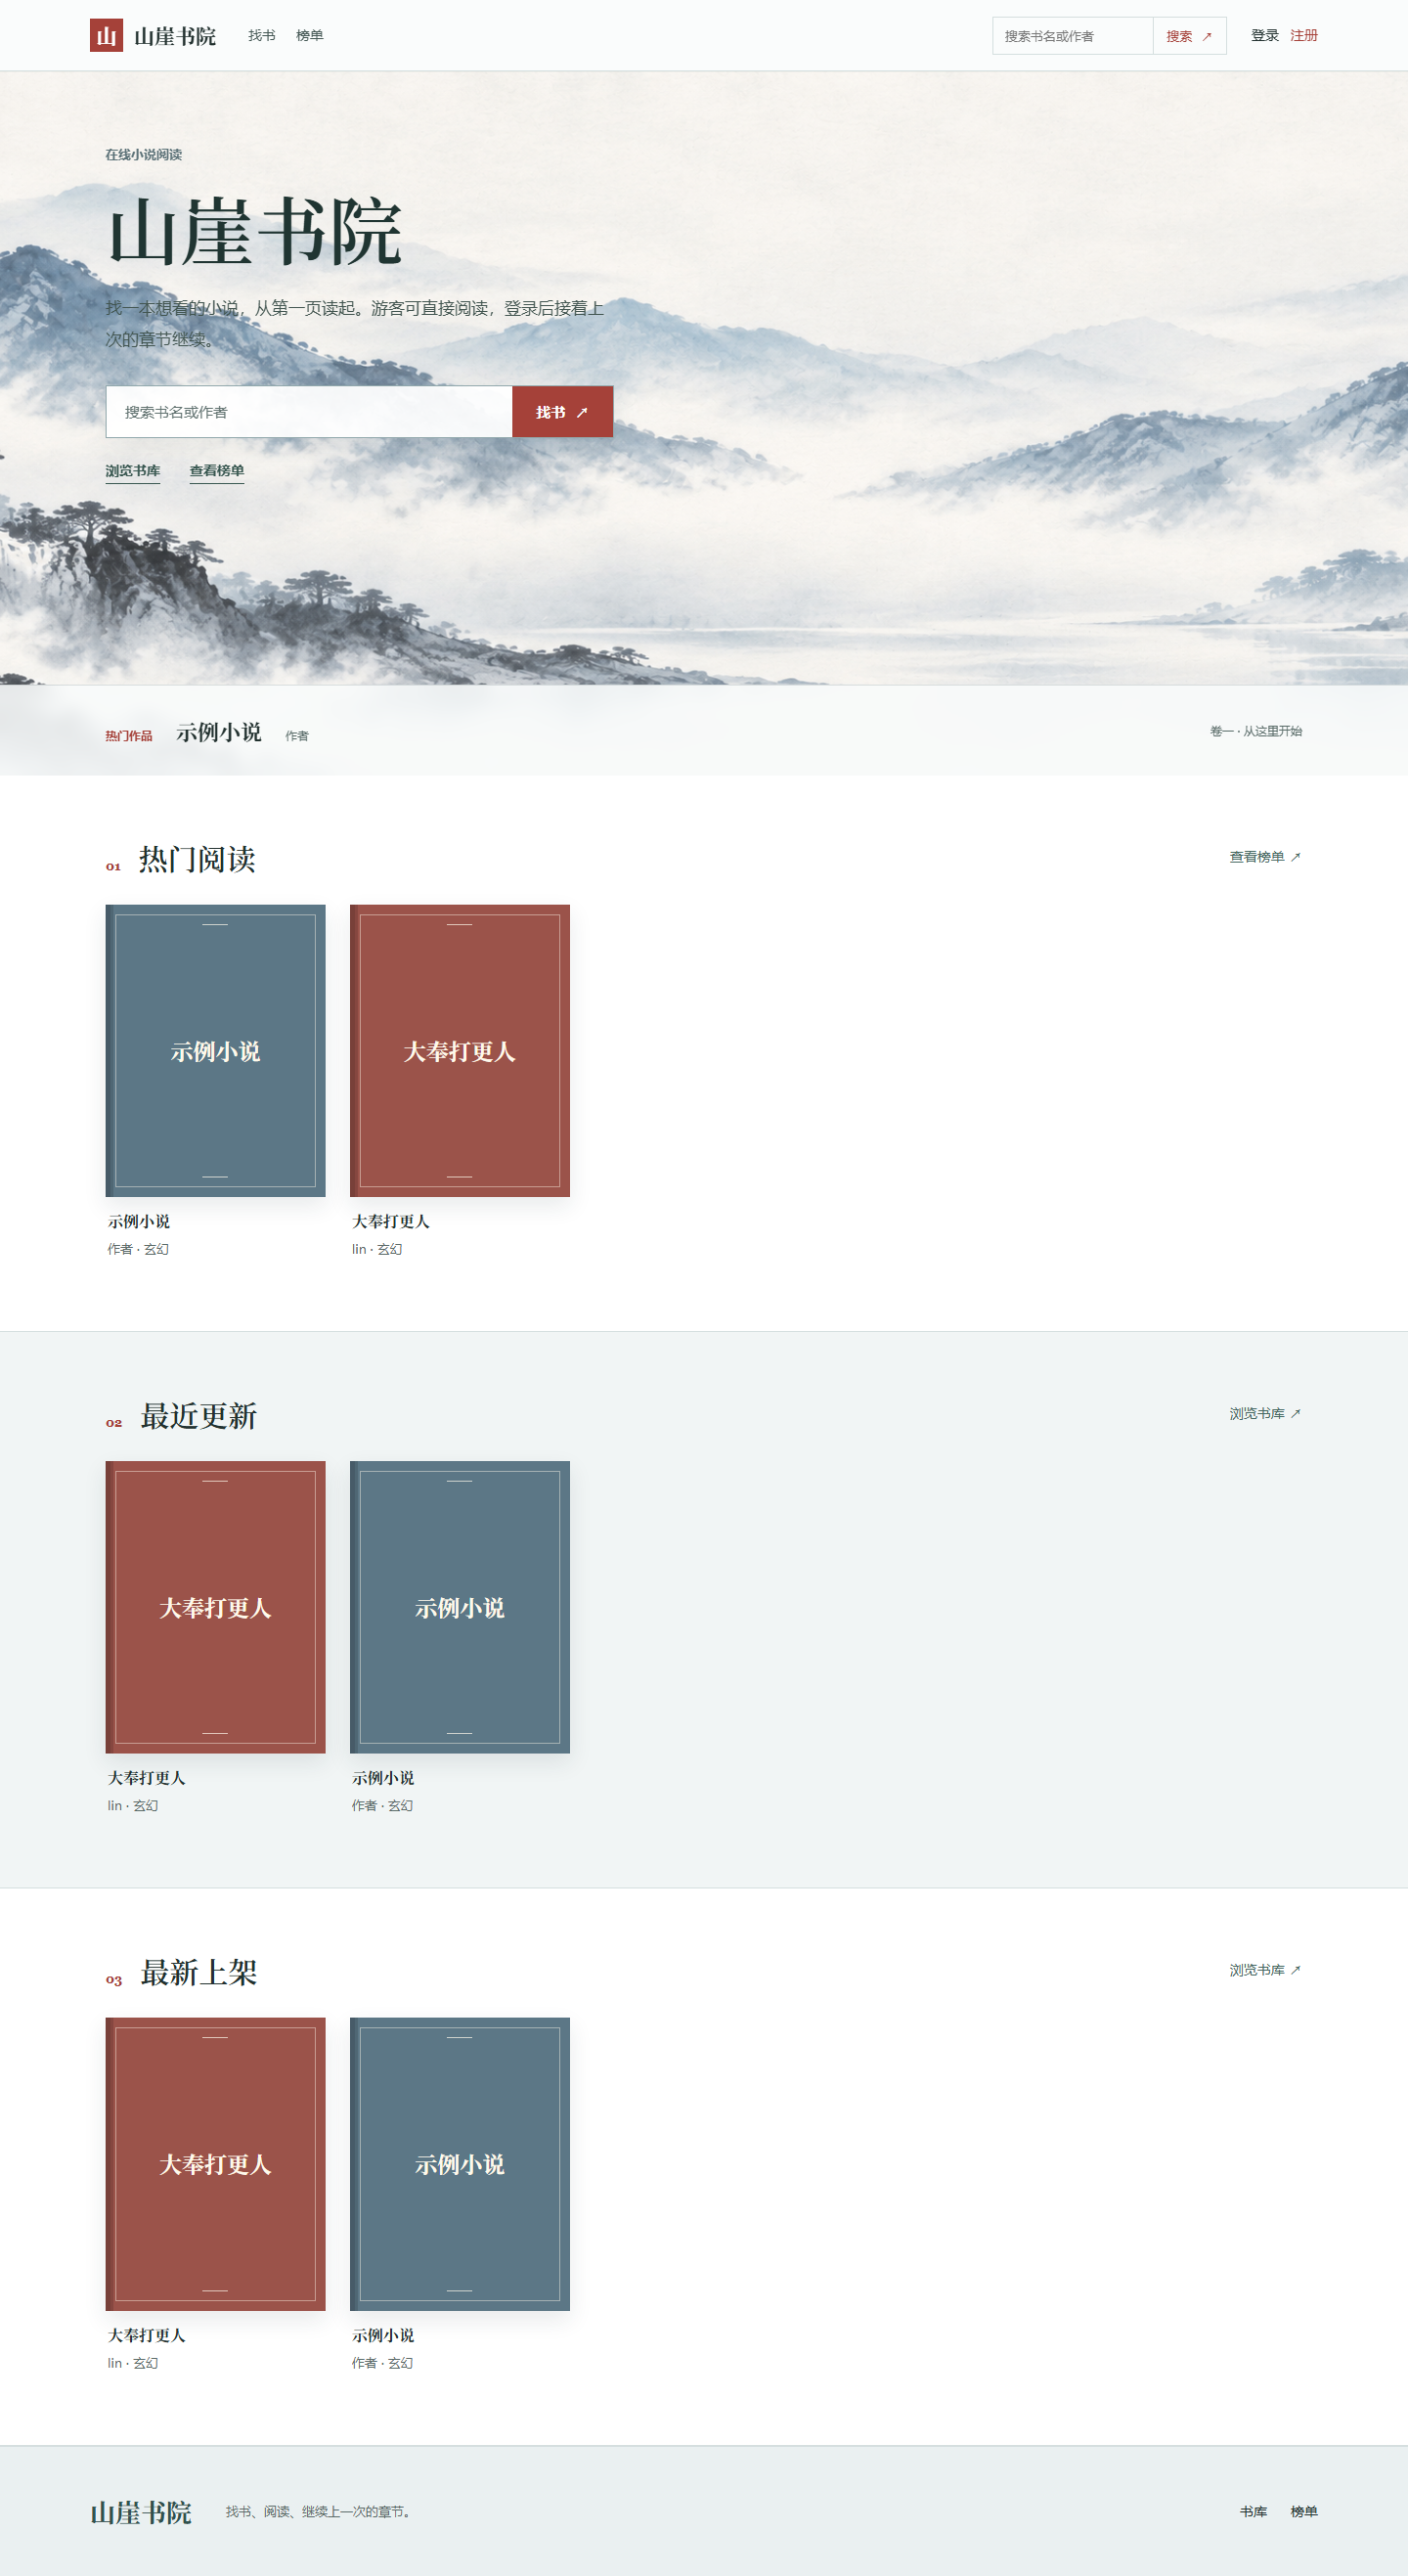 山 山崖书院 找书 榜单 搜索书名或作者 搜索 ↗ 登录 注册
在线小说阅读
山崖书院
找一本想看的小说，从第一页读起。游客可直接阅读，登录后接着上
次的章节继续。
搜索书名或作者 找书 ↗
浏览书库 查看榜单
热门作品 示例小说 作者 卷一 · 从这里开始
01 热门阅读 查看榜单 ↗
示例小说 大奉打更人
示例小说 大奉打更人
作者 · 玄幻 lin · 玄幻
02 最近更新 浏览书库 ↗
大奉打更人 示例小说
大奉打更人 示例小说
lin · 玄幻 作者 · 玄幻
03 最新上架 浏览书库 ↗
大奉打更人 示例小说
大奉打更人 示例小说
lin · 玄幻 作者 · 玄幻
山崖书院 找书、阅读、继续上一次的章节。 书库 榜单